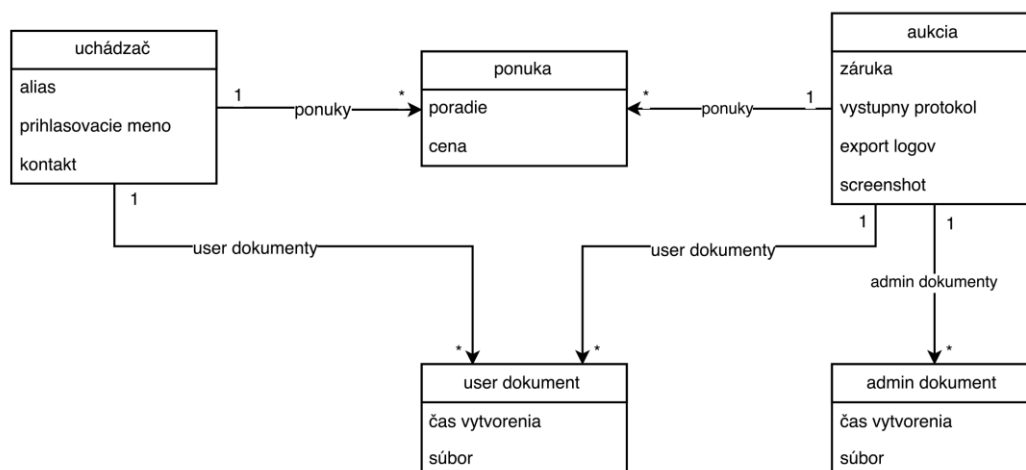 uchádzač
alias
prihlasovacie meno
kontakt
1
ponuky
*
ponuka
poradie
cena
*
ponuky
1
aukcia
záruka
vystupny protokol
export logov
screenshot
1
user dokumenty
*
1
user dokumenty
*
1
admin dokumenty
*
user dokument
čas vytvorenia
súbor
admin dokument
čas vytvorenia
súbor